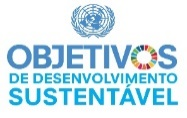 OBJETIVOS
DE DESENVOLVIMENTO
SUSTENTÁVEL